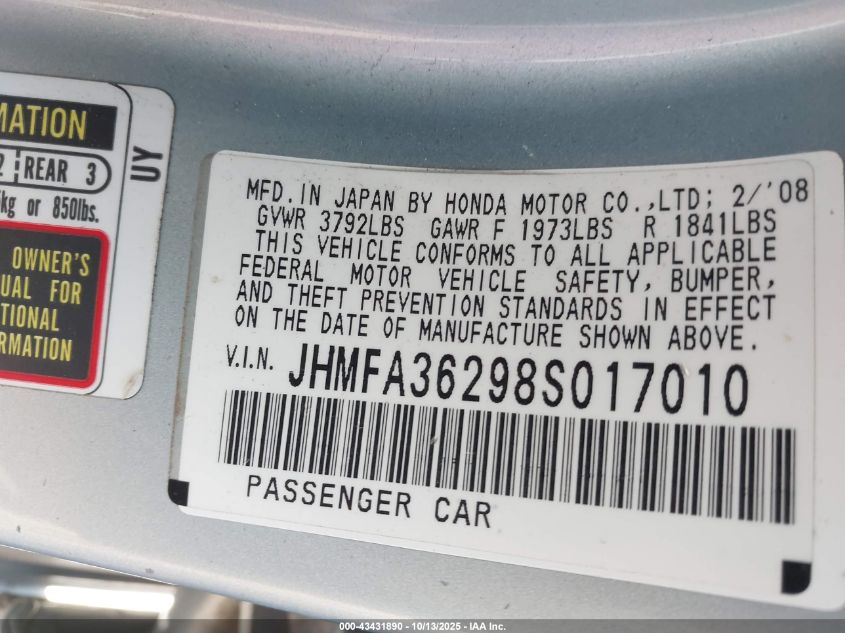 MATION
2 REAR 3
kg or 850lbs.
OWNER'S
UAL FOR
TIONAL
RMATION
UY
MFD. IN JAPAN BY HONDA MOTOR CO.,LTD; 2/'08
GVWR 3792LBS GAWR F 1973LBS R 1841LBS
THIS VEHICLE CONFORMS TO ALL APPLICABLE
FEDERAL MOTOR VEHICLE SAFETY, BUMPER,
AND THEFT PREVENTION STANDARDS IN EFFECT
ON THE DATE OF MANUFACTURE SHOWN ABOVE.
V.I.N. JHMFA36298S017010
PASSENGER CAR
000-43431890 - 10/13/2025 - IAA Inc.